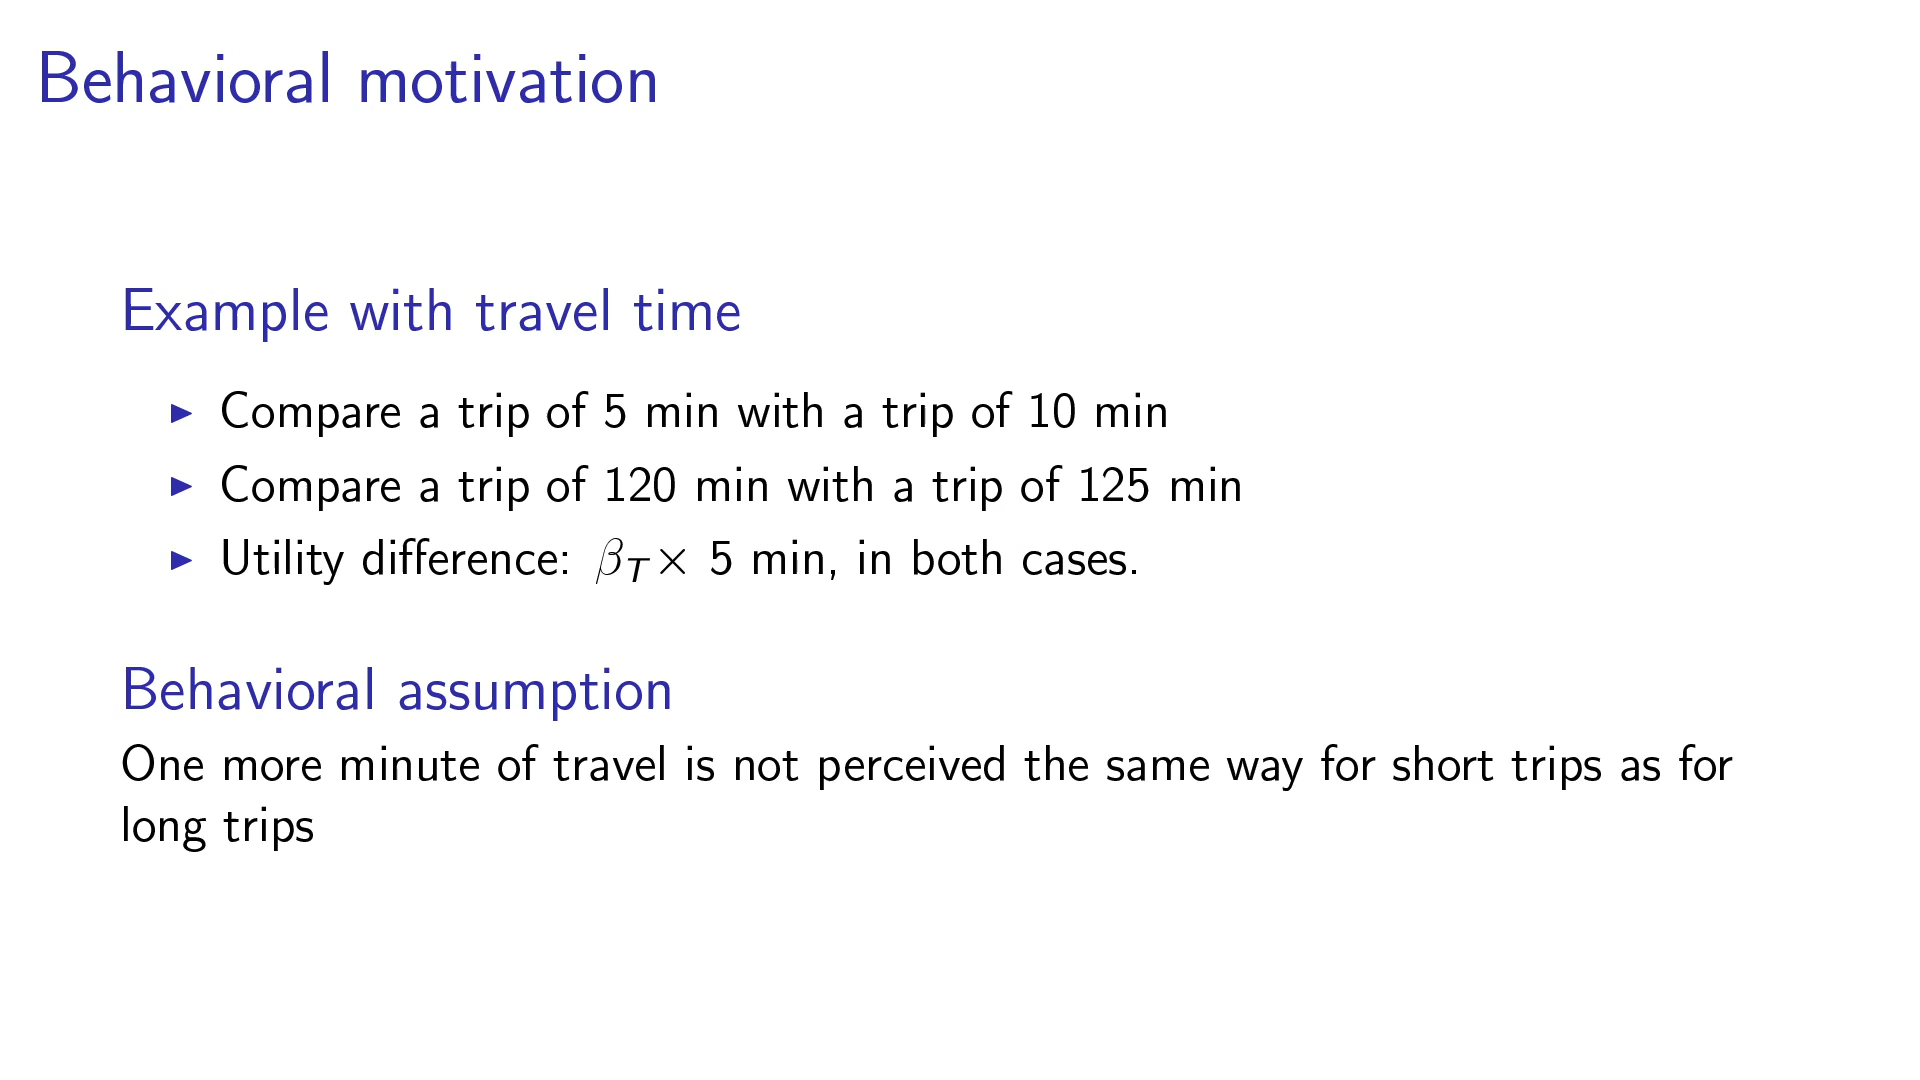 Behavioral motivation
Example with travel time
▶ Compare a trip of 5 min with a trip of 10 min
▶ Compare a trip of 120 min with a trip of 125 min
▶ Utility difference: β_T × 5 min, in both cases.
Behavioral assumption
One more minute of travel is not perceived the same way for short trips as for
long trips